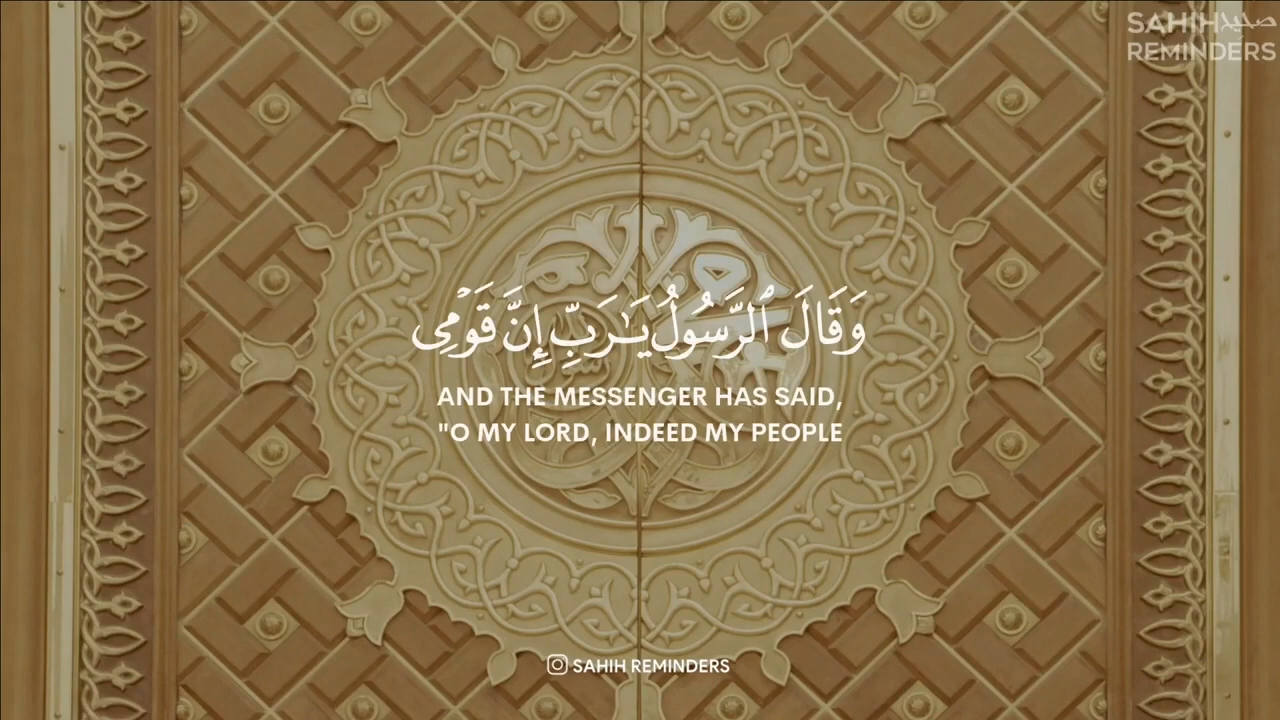 SAHIH صحيح
REMINDERS
وَقَالَ ٱلرَّسُولُ يَـٰرَبِّ إِنَّ قَوْمِى
AND THE MESSENGER HAS SAID,
"O MY LORD, INDEED MY PEOPLE
SAHIH REMINDERS